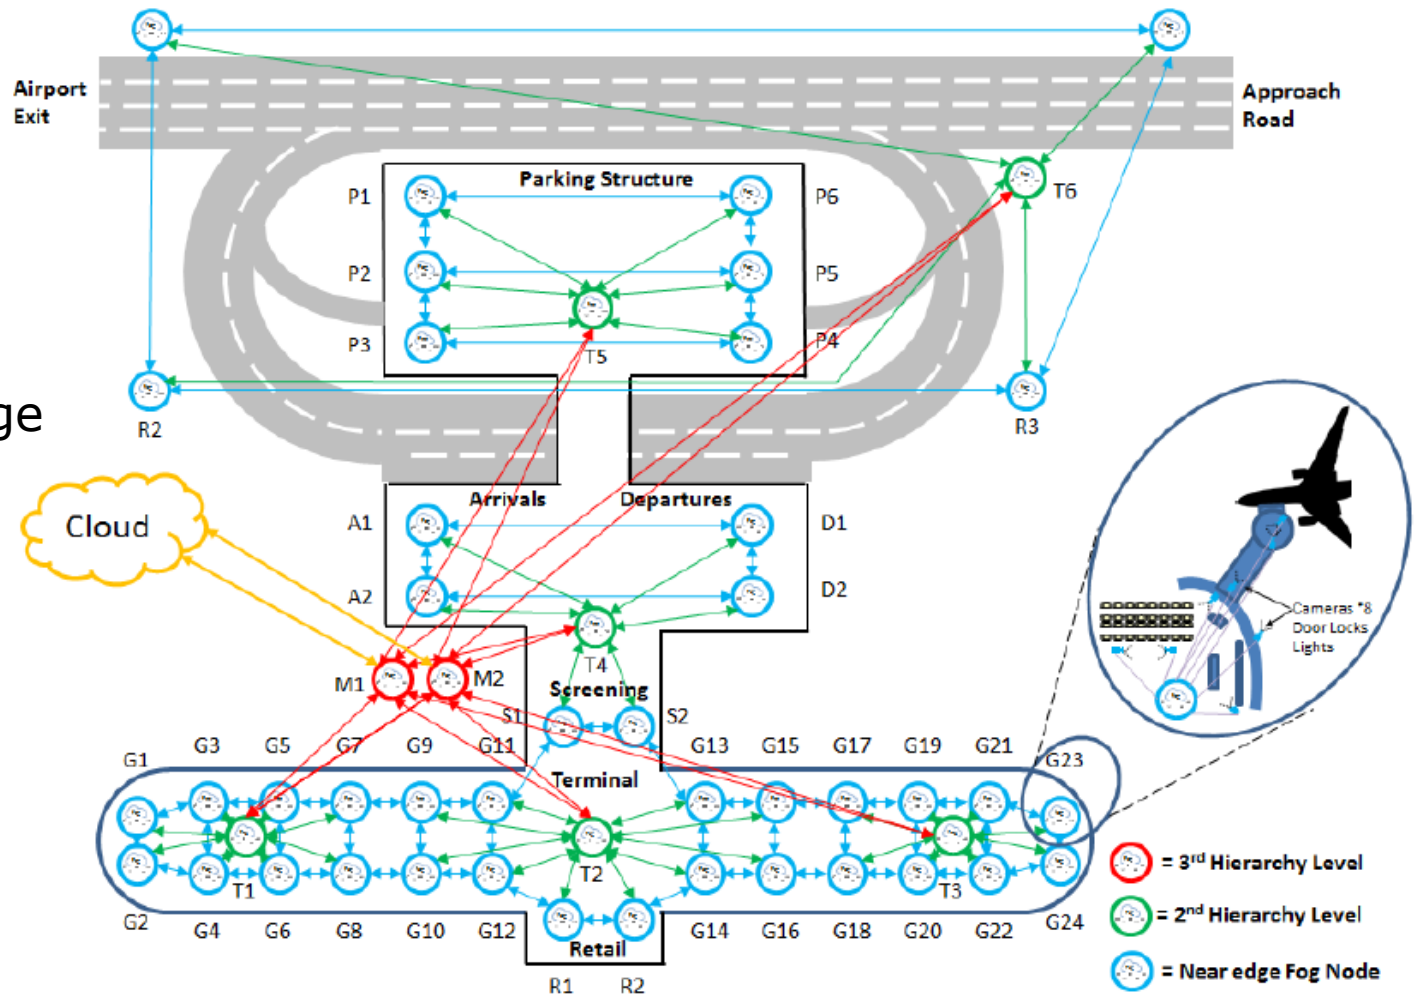 Airport
Exit
Approach
Road
Parking Structure
P1
P6
T6
P2
P5
P3
P4
T5
ge
R2
R3
Arrivals
Departures
Cloud
A1
D1
A2
D2
Cameras *8
Door Locks
Lights
T4
M1
M2
Screening
S1
S2
G1
G3
G5
G7
G9
G11
Terminal
G13
G15
G17
G19
G21
G23
T1
T2
T3
G2
G4
G6
G8
G10
G12
Retail
G14
G16
G18
G20
G22
G24
R1
R2
= 3rd Hierarchy Level
= 2nd Hierarchy Level
= Near edge Fog Node